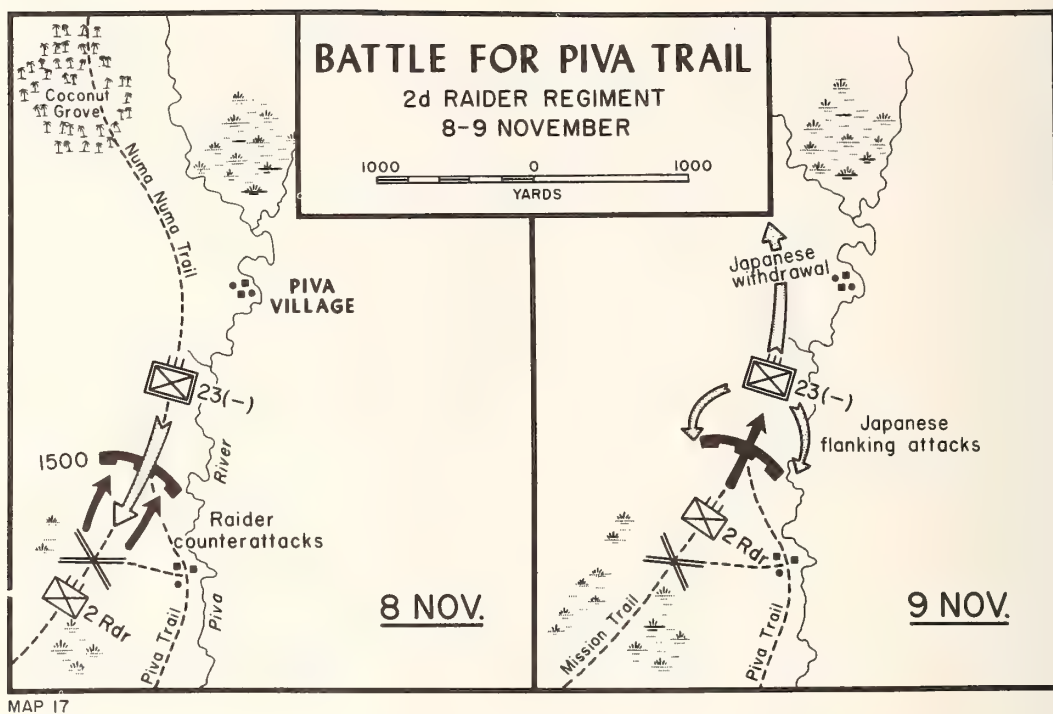 BATTLE FOR PIVA TRAIL
2d RAIDER REGIMENT
8-9 NOVEMBER
1000 0 1000
YARDS
Coconut
Grove
Numa Numa Trail
PIVA
VILLAGE
23(-)
1500
River
Raider
counterattacks
2 Rdr
Piva Trail
Piva
8 NOV.
Japanese
withdrawal
23(-)
Japanese
flanking attacks
2 Rdr
Mission Trail
Piva Trail
9 NOV.
MAP 17